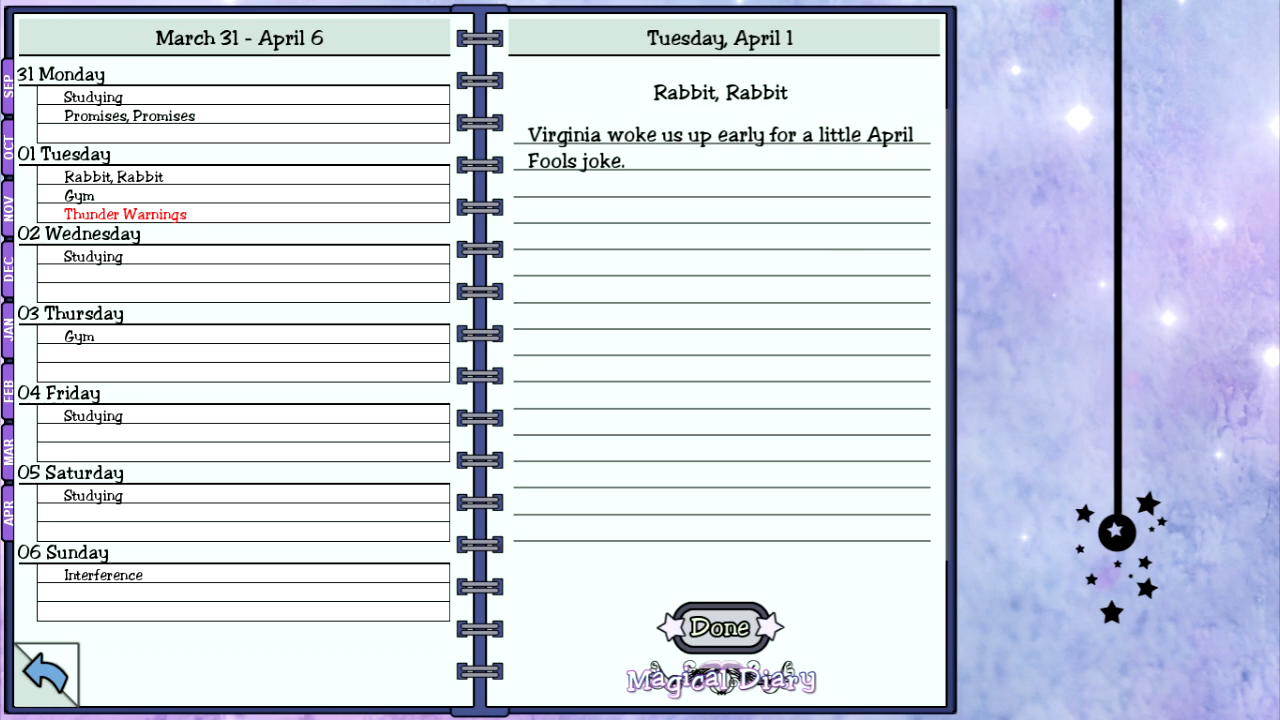 March 31 - April 6
31 Monday
Studying
Promises, Promises
01 Tuesday
Rabbit, Rabbit
Gym
Thunder Warnings
02 Wednesday
Studying
03 Thursday
Gym
04 Friday
Studying
05 Saturday
Studying
06 Sunday
Interference
SEP
OCT
NOV
DEC
JAN
FEB
MAR
APR
Tuesday, April 1
Rabbit, Rabbit
Virginia woke us up early for a little April
Fools joke.
Done
Magical Diary